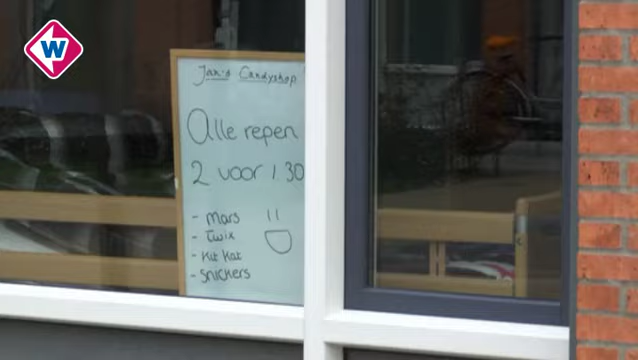 W
Jan's Candyshop
Alle repen
2 voor 1.30
- Mars
- Twix
- Kit Kat
- Snickers